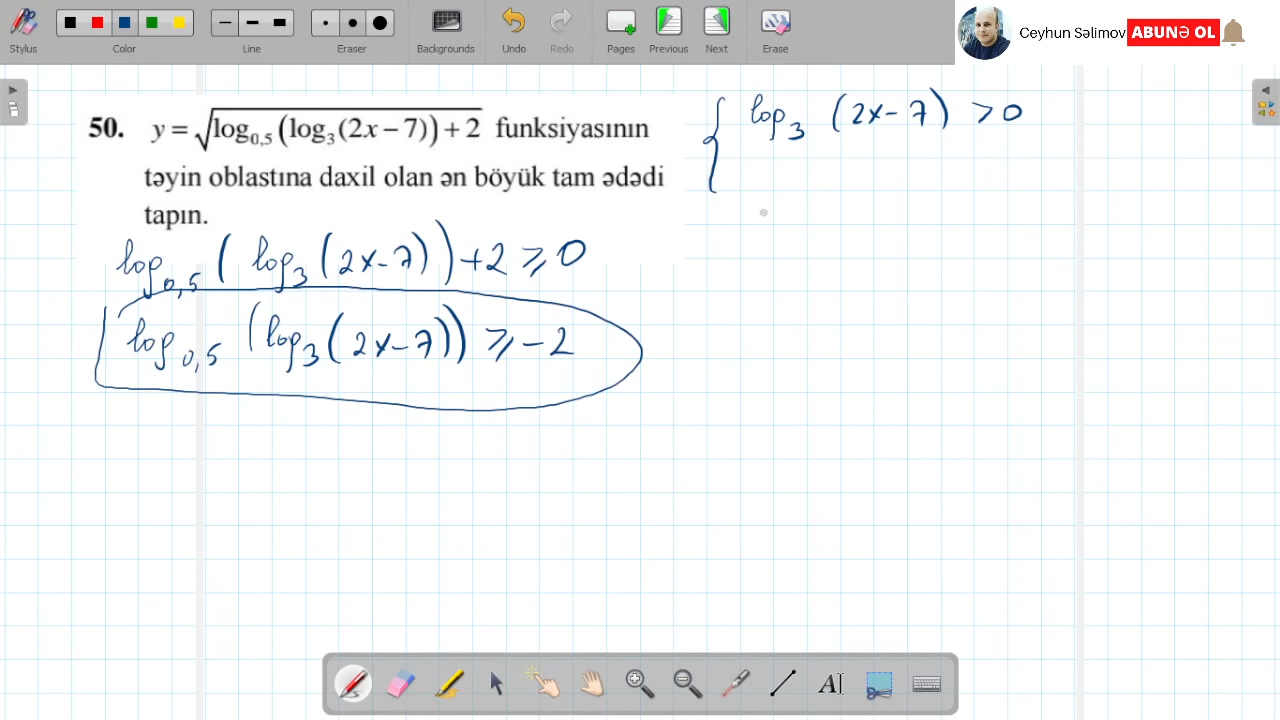 Stylus
Color
Line
Eraser
Backgrounds
Undo
Redo
Pages
Previous
Next
Erase
Ceyhun Səlimov
ABUNƏ OL
50. y = √(log₀,₅(log₃(2x − 7)) + 2) funksiyasının
təyin oblastına daxil olan ən böyük tam ədədi
tapın.
log₀,₅ (log₃ (2x-7)) +2 ≥ 0
log₀,₅ (log₃ (2x-7)) ≥ -2
{ log₃ (2x-7) > 0
AI